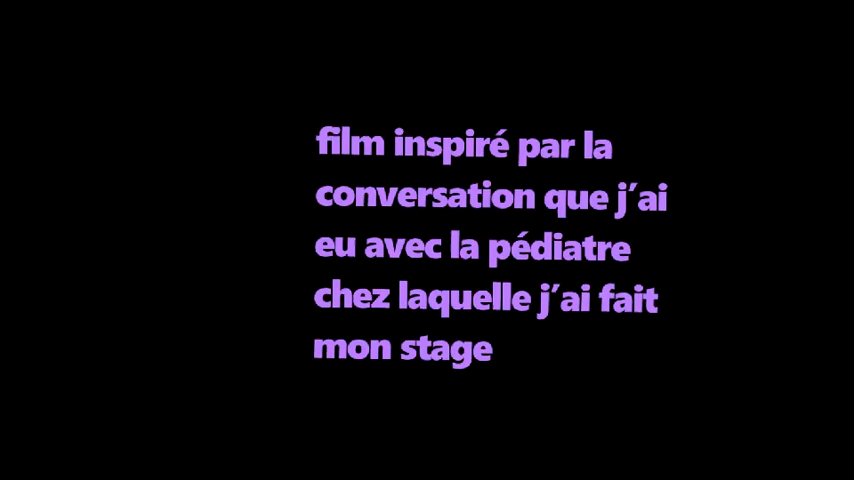 film inspiré par la
conversation que j’ai
eu avec la pédiatre
chez laquelle j’ai fait
mon stage